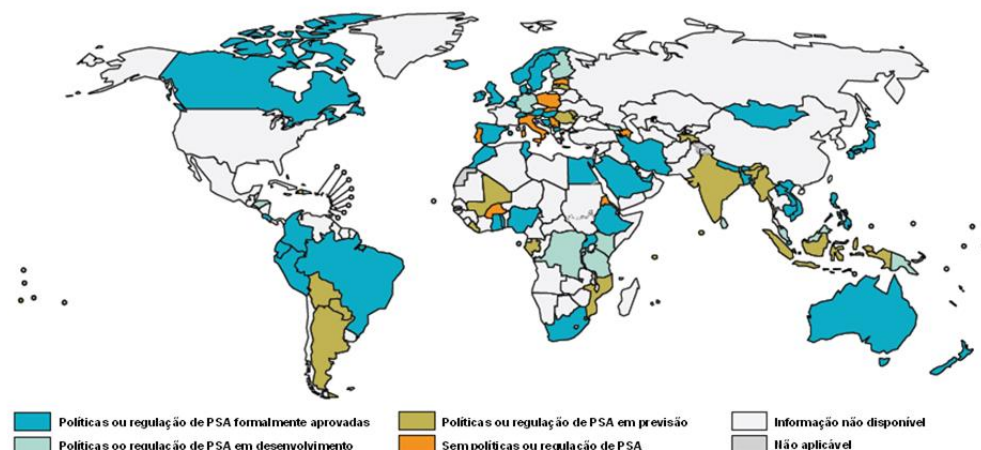 Políticas ou regulação de PSA formalmente aprovadas
Políticas ou regulação de PSA em previsão
Informação não disponível
Políticas oo regulação de PSA em desenvolvimento
Sem políticas ou regulação de PSA
Não aplicável